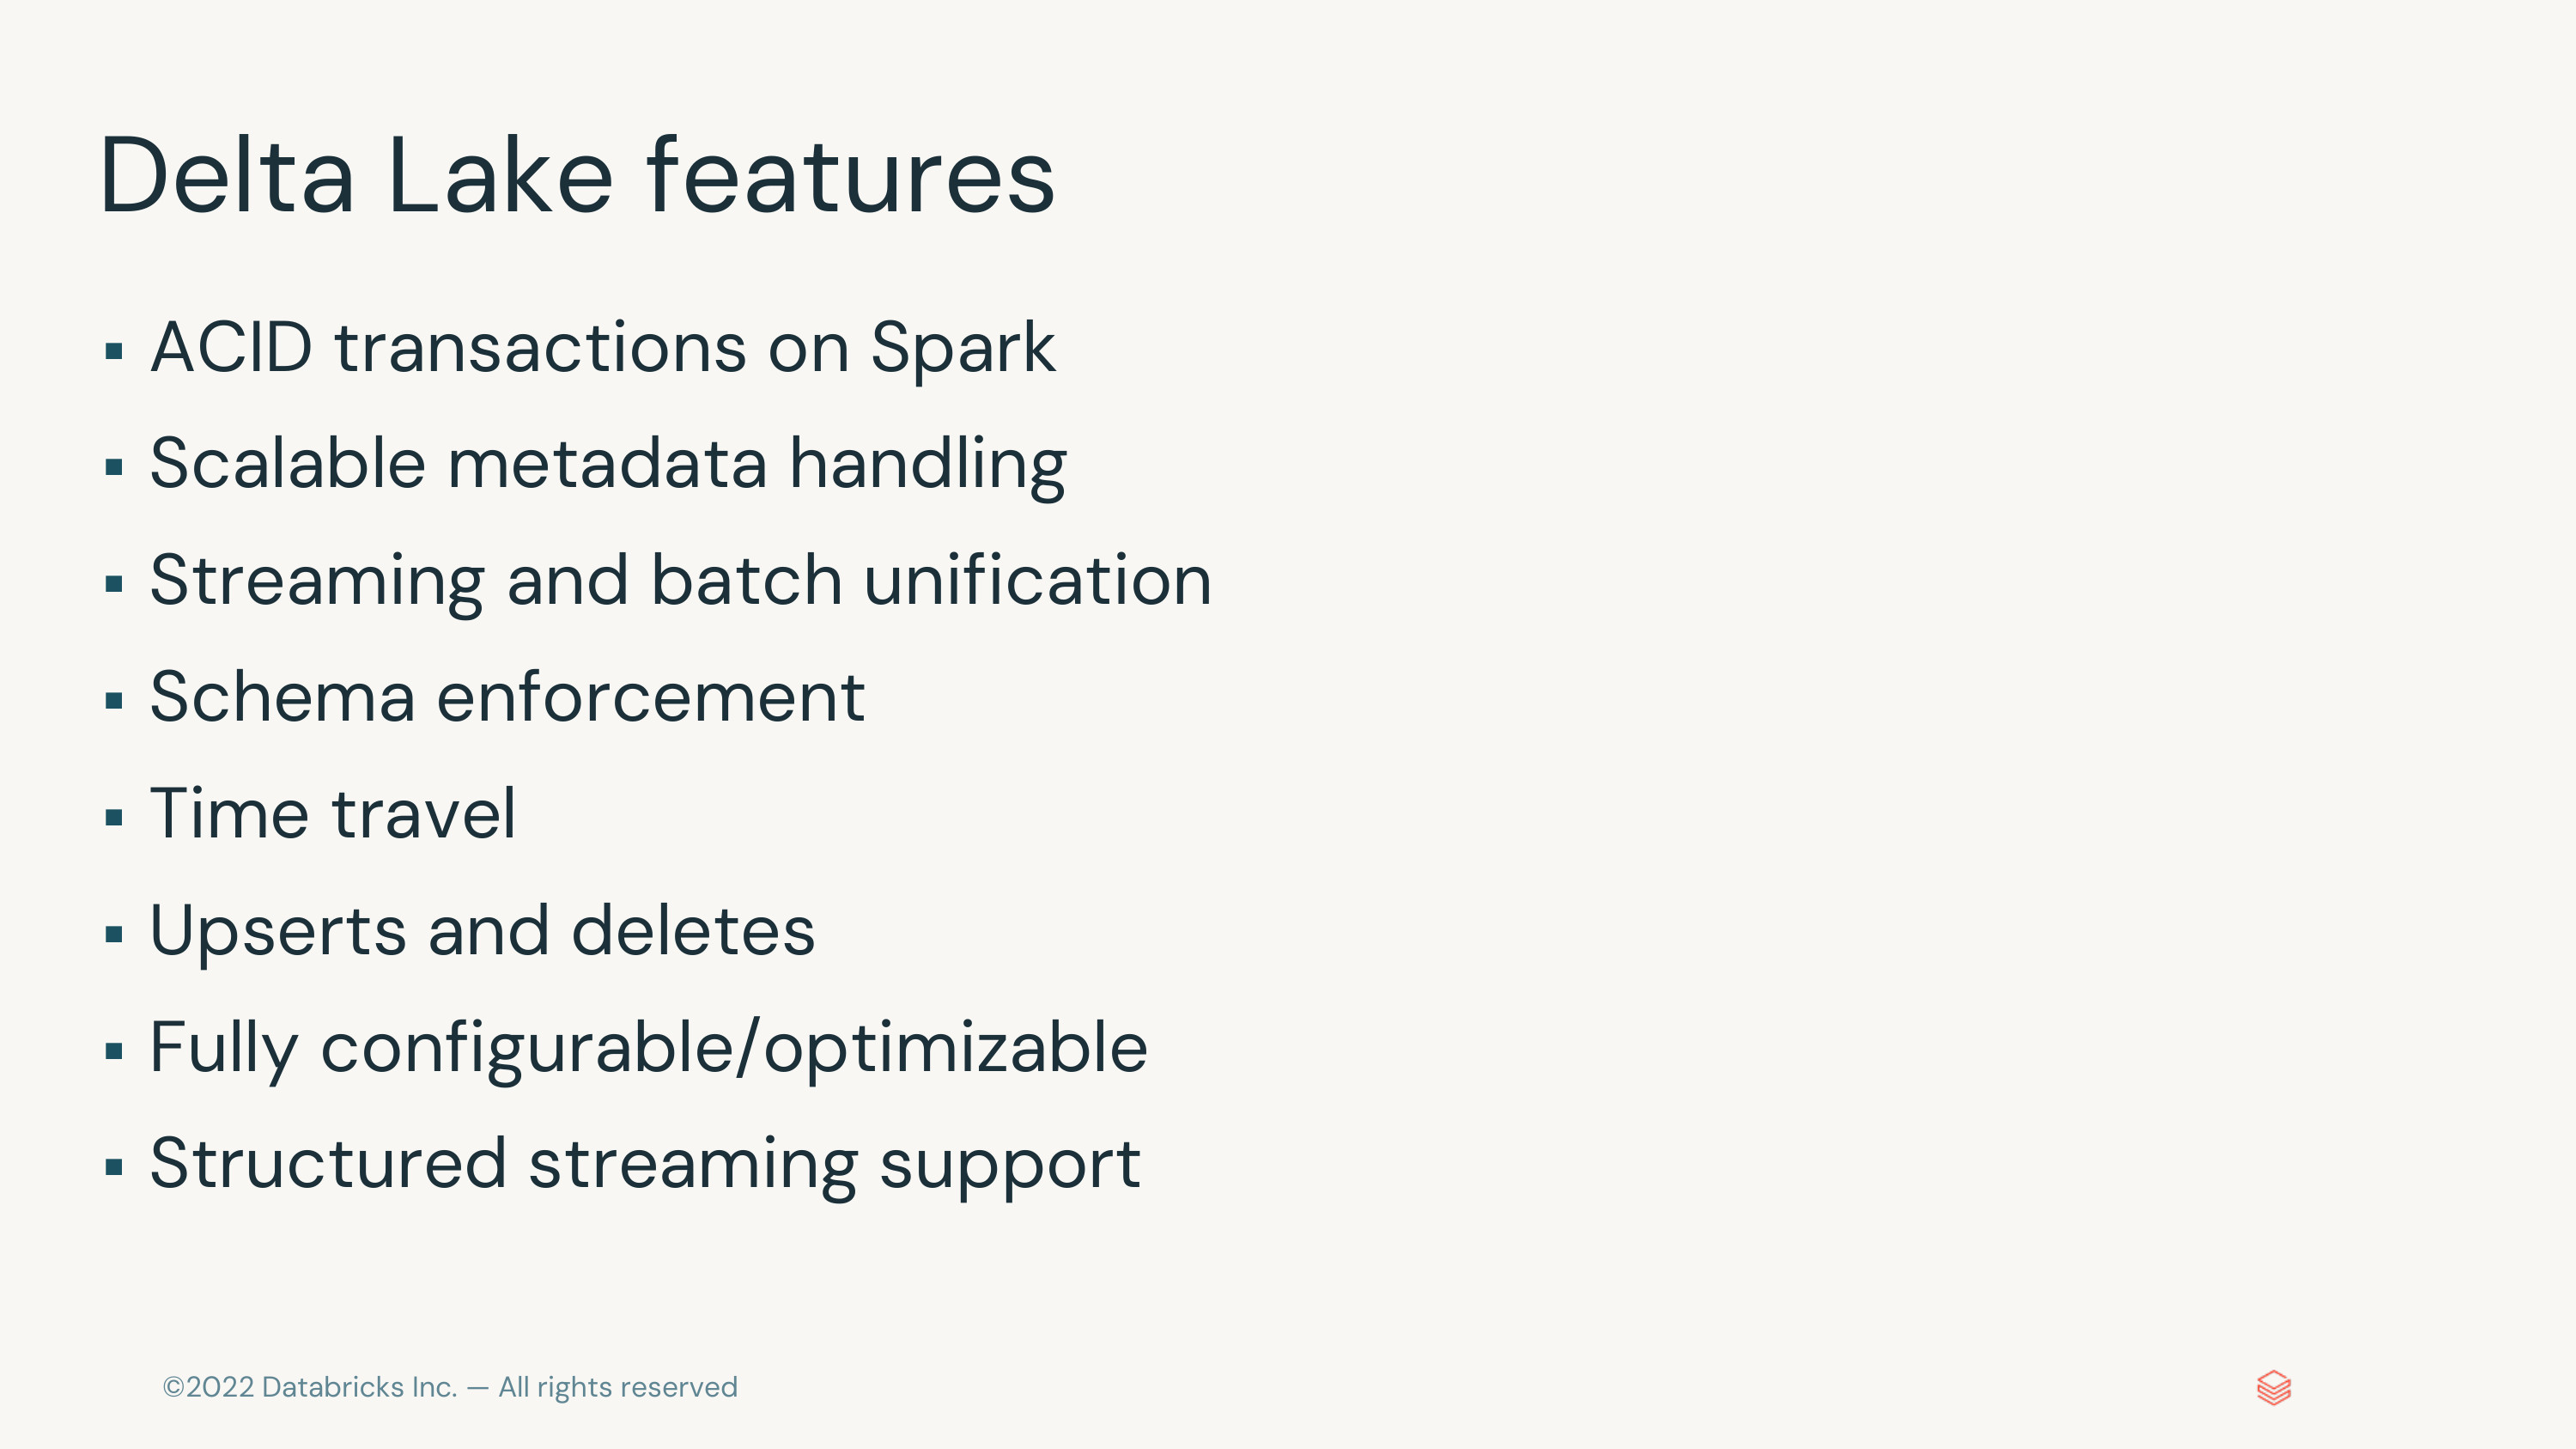 Delta Lake features
▪ ACID transactions on Spark
▪ Scalable metadata handling
▪ Streaming and batch unification
▪ Schema enforcement
▪ Time travel
▪ Upserts and deletes
▪ Fully configurable/optimizable
▪ Structured streaming support
©2022 Databricks Inc. — All rights reserved